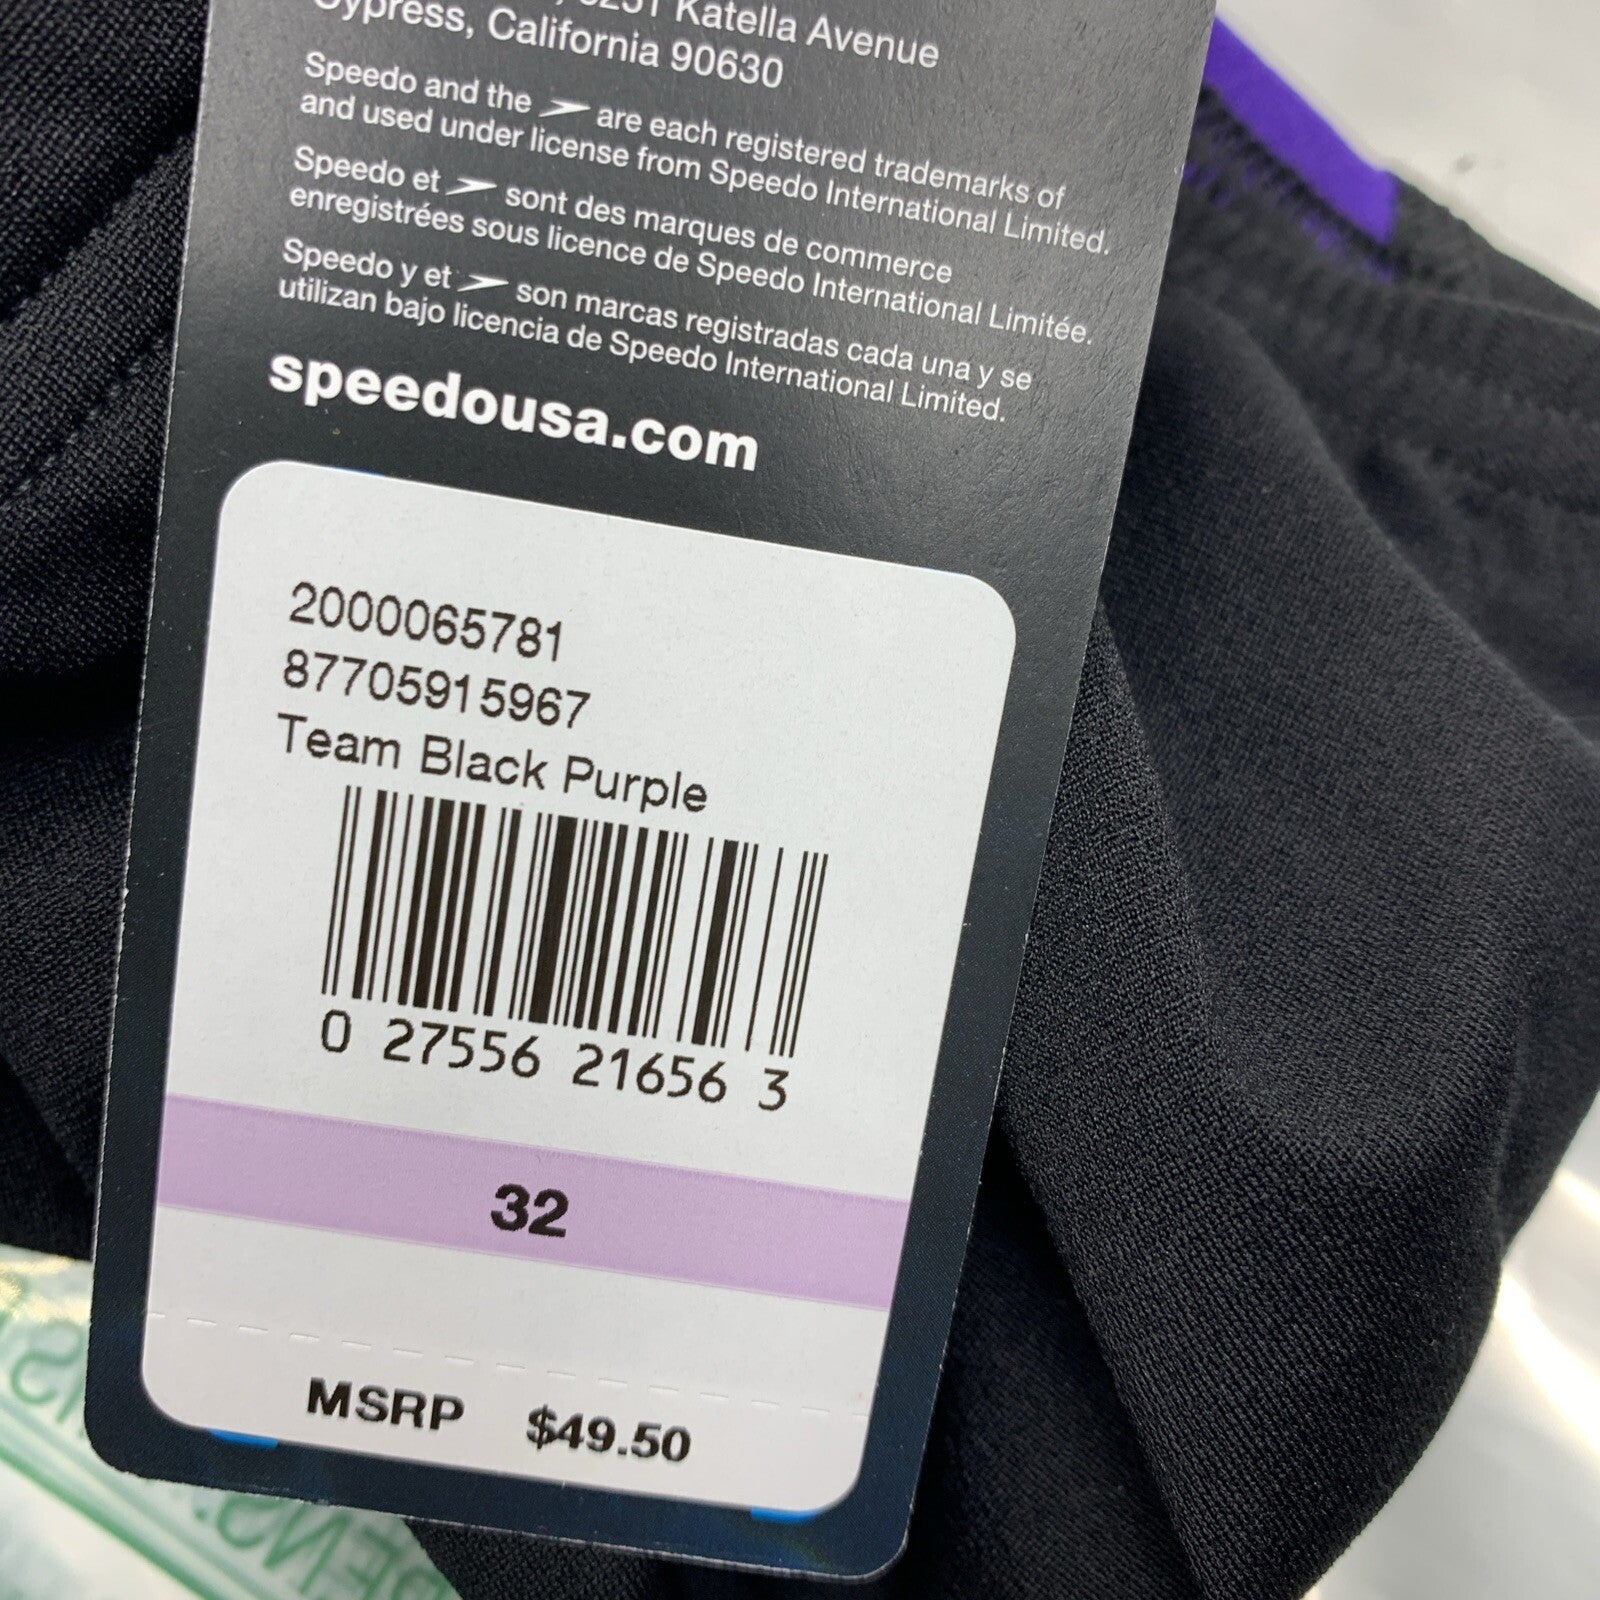 Katella Avenue
Cypress, California 90630
Speedo and the are each registered trademarks of
and used under license from Speedo International Limited.
Speedo et sont des marques de commerce
enregistrées sous licence de Speedo International Limitée.
Speedo y et son marcas registradas cada una y se
utilizan bajo licencia de Speedo International Limited.
speedousa.com
2000065781
87705915967
Team Black Purple
0 27556 21656 3
32
MSRP $49.50